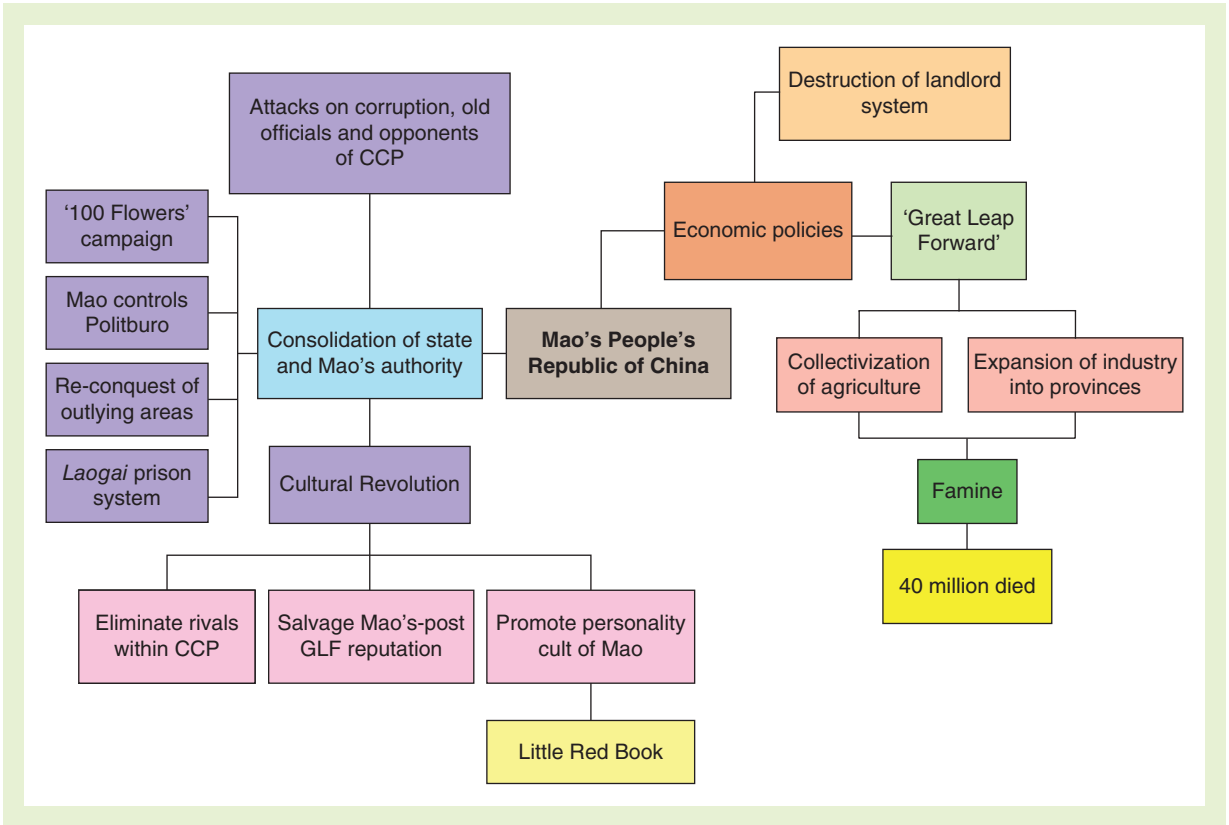 Attacks on corruption, old
officials and opponents
of CCP
Destruction of landlord
system
'100 Flowers'
campaign
Economic policies
'Great Leap
Forward'
Mao controls
Politburo
Consolidation of state
and Mao's authority
Mao's People's
Republic of China
Collectivization
of agriculture
Expansion of industry
into provinces
Re-conquest of
outlying areas
Laogai prison
system
Cultural Revolution
Famine
40 million died
Eliminate rivals
within CCP
Salvage Mao's-post
GLF reputation
Promote personality
cult of Mao
Little Red Book